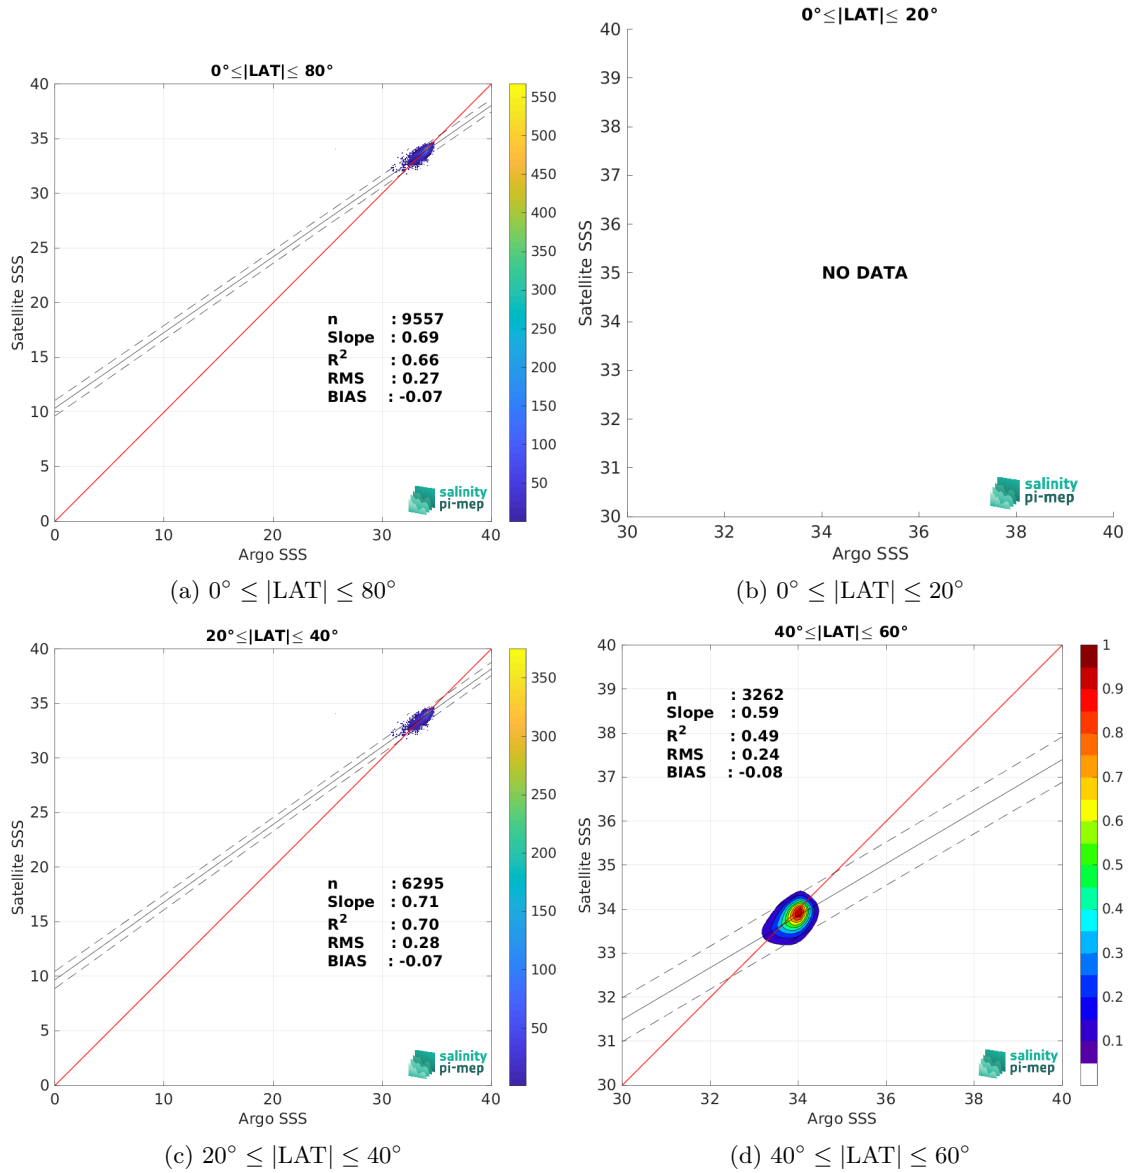 0°≤|LAT|≤ 80°
40
35
30
25
20
15
10
5
0
Satellite SSS
n : 9557
Slope : 0.69
R² : 0.66
RMS : 0.27
BIAS : -0.07
salinity
pi-mep
0 10 20 30 40
Argo SSS
550
500
450
400
350
300
250
200
150
100
50
(a) 0° ≤ |LAT| ≤ 80°
0°≤|LAT|≤ 20°
40
39
38
37
36
35
34
33
32
31
30
Satellite SSS
NO DATA
salinity
pi-mep
30 32 34 36 38 40
Argo SSS
(b) 0° ≤ |LAT| ≤ 20°
20°≤|LAT|≤ 40°
40
35
30
25
20
15
10
5
0
Satellite SSS
n : 6295
Slope : 0.71
R² : 0.70
RMS : 0.28
BIAS : -0.07
salinity
pi-mep
0 10 20 30 40
Argo SSS
350
300
250
200
150
100
50
(c) 20° ≤ |LAT| ≤ 40°
40°≤|LAT|≤ 60°
40
39
38
37
36
35
34
33
32
31
30
Satellite SSS
n : 3262
Slope : 0.59
R² : 0.49
RMS : 0.24
BIAS : -0.08
salinity
pi-mep
30 32 34 36 38 40
Argo SSS
1
0.9
0.8
0.7
0.6
0.5
0.4
0.3
0.2
0.1
(d) 40° ≤ |LAT| ≤ 60°